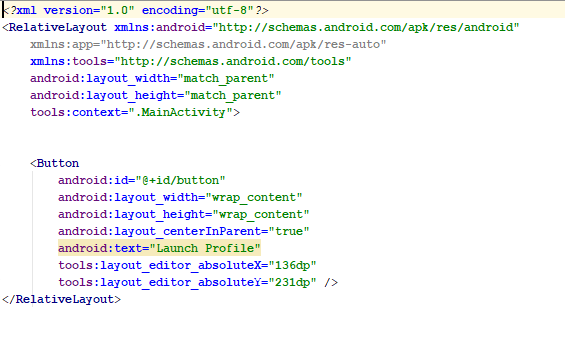 <?xml version="1.0" encoding="utf-8"?>
<RelativeLayout xmlns:android="http://schemas.android.com/apk/res/android"
    xmlns:app="http://schemas.android.com/apk/res-auto"
    xmlns:tools="http://schemas.android.com/tools"
    android:layout_width="match_parent"
    android:layout_height="match_parent"
    tools:context=".MainActivity">
    <Button
        android:id="@+id/button"
        android:layout_width="wrap_content"
        android:layout_height="wrap_content"
        android:layout_centerInParent="true"
        android:text="Launch Profile"
        tools:layout_editor_absoluteX="136dp"
        tools:layout_editor_absoluteY="231dp" />
</RelativeLayout>